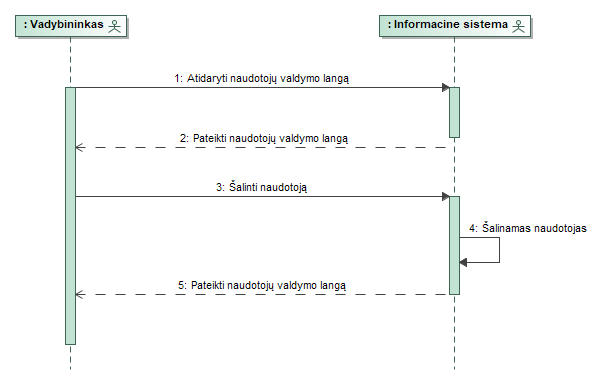 : Vadybininkas
: Informacine sistema
1: Atidaryti naudotojų valdymo langą
2: Pateikti naudotojų valdymo langą
3: Šalinti naudotoją
4: Šalinamas naudotojas
5: Pateikti naudotojų valdymo langą